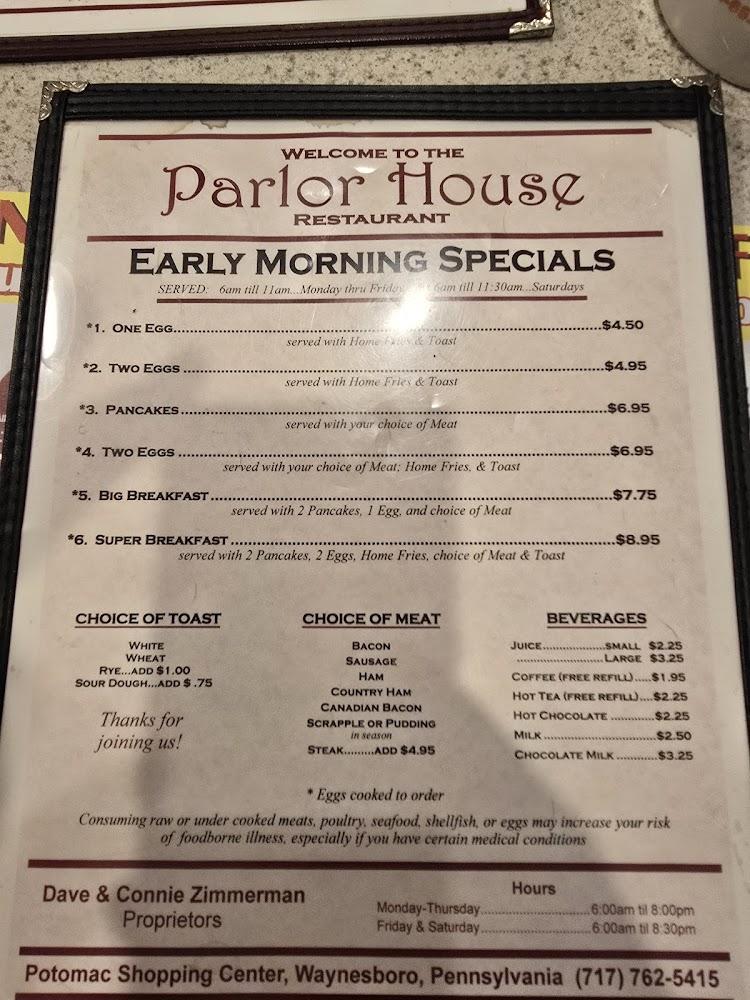 WELCOME TO THE
Parlor House
RESTAURANT
EARLY MORNING SPECIALS
SERVED: 6am till 11am...Monday thru Friday 6am till 11:30am...Saturdays
*1. ONE EGG..........$4.50
served with Home Fries & Toast
*2. TWO EGGS..........$4.95
served with Home Fries & Toast
*3. PANCAKES..........$6.95
served with your choice of Meat
*4. TWO EGGS..........$6.95
served with your choice of Meat; Home Fries, & Toast
*5. BIG BREAKFAST..........$7.75
served with 2 Pancakes, 1 Egg, and choice of Meat
*6. SUPER BREAKFAST..........$8.95
served with 2 Pancakes, 2 Eggs, Home Fries, choice of Meat & Toast
CHOICE OF TOAST
WHITE
WHEAT
RYE...ADD $1.00
SOUR DOUGH...ADD $.75
Thanks for
joining us!
CHOICE OF MEAT
BACON
SAUSAGE
HAM
COUNTRY HAM
CANADIAN BACON
SCRAPPLE OR PUDDING
in season
STEAK.........ADD $4.95
BEVERAGES
JUICE..........SMALL $2.25
..........LARGE $3.25
COFFEE (FREE REFILL).....$1.95
HOT TEA (FREE REFILL)....$2.25
HOT CHOCOLATE..........$2.25
MILK..........$2.50
CHOCOLATE MILK..........$3.25
* Eggs cooked to order
Consuming raw or under cooked meats, poultry, seafood, shellfish, or eggs may increase your risk
of foodborne illness, especially if you have certain medical conditions
Dave & Connie Zimmerman
Proprietors
Hours
Monday-Thursday..........6:00am til 8:00pm
Friday & Saturday..........6:00am til 8:30pm
Potomac Shopping Center, Waynesboro, Pennsylvania (717) 762-5415